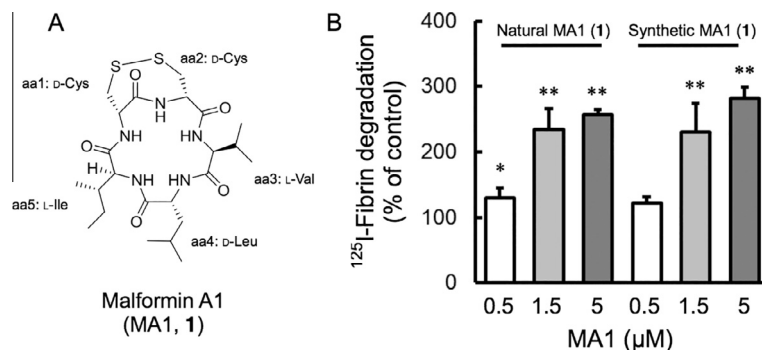 A
S
S
aa1: D-Cys
aa2: D-Cys
O
O
N
H
NH
HN
O
H
NH
HN
O
O
aa3: L-Val
aa5: L-Ile
aa4: D-Leu
Malformin A1
(MA1, 1)
B
Natural MA1 (1)
Synthetic MA1 (1)
125I-Fibrin degradation
(% of control)
400
300
200
100
0
*
**
**
**
**
0.5
1.5
5
0.5
1.5
5
MA1 (µM)